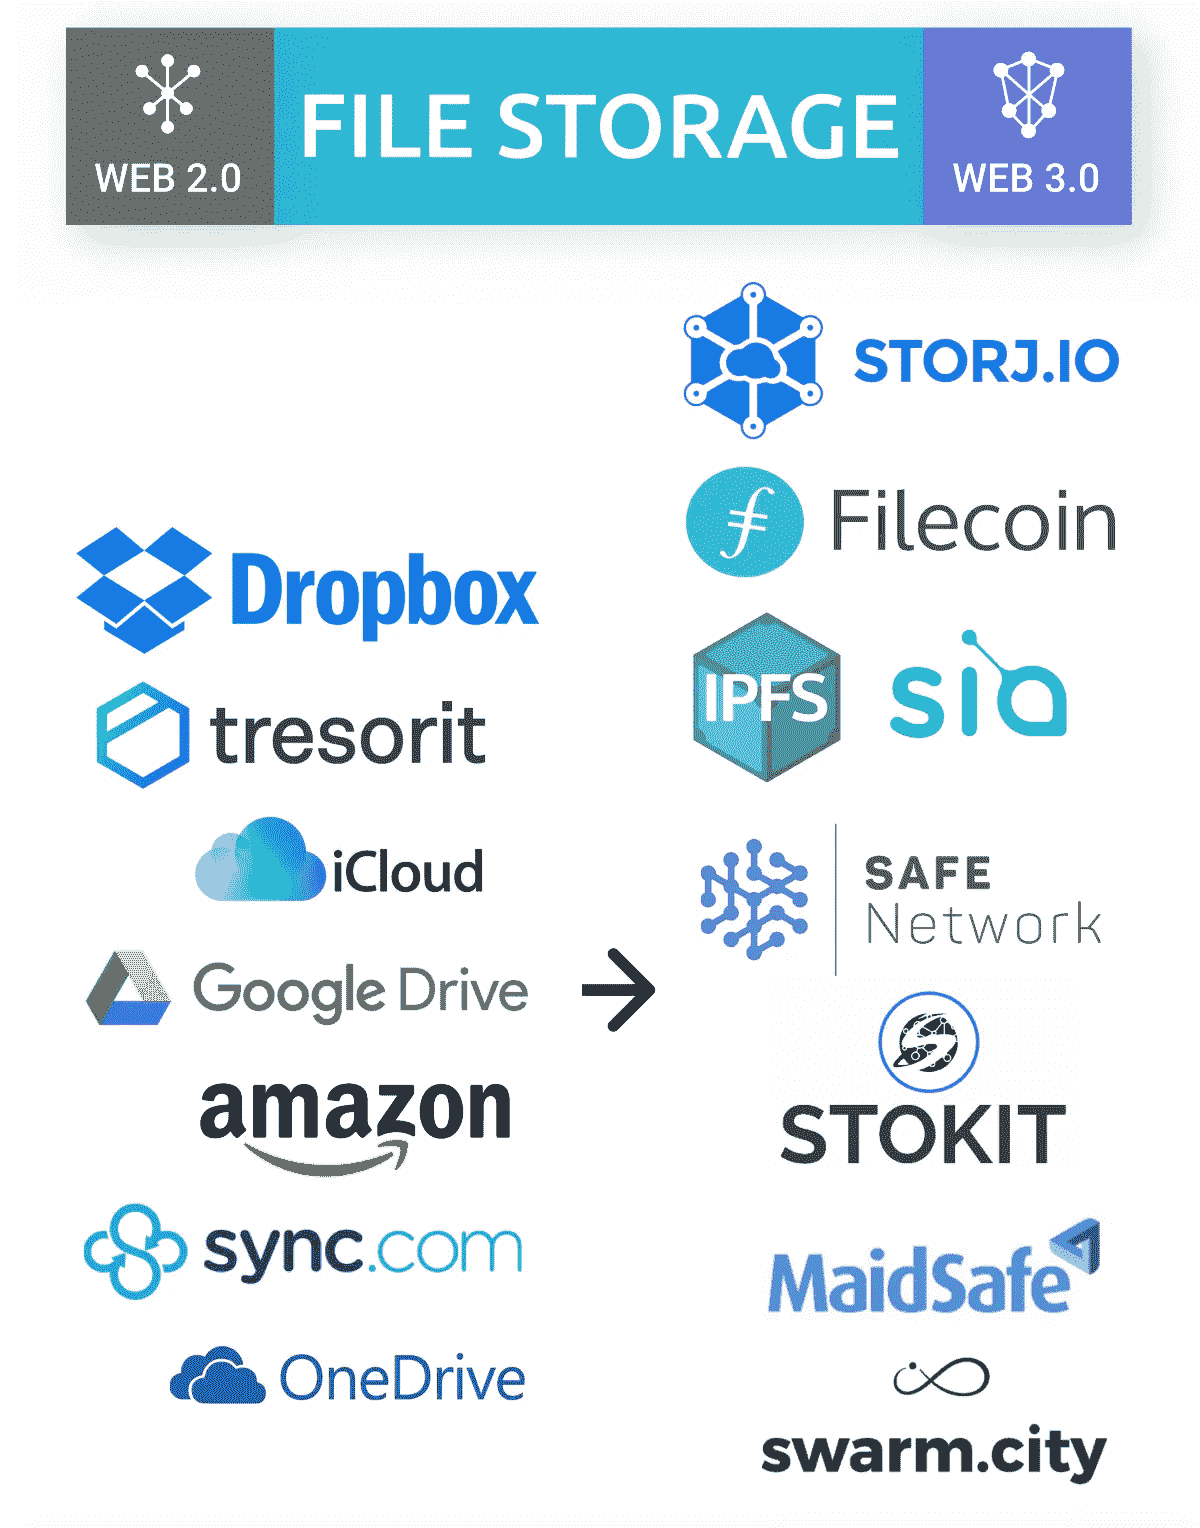 WEB 2.0
FILE STORAGE
WEB 3.0
Dropbox
tresorit
iCloud
Google Drive
amazon
sync.com
OneDrive
STORJ.IO
Filecoin
IPFS
sia
SAFE
Network
STOKIT
MaidSafe
swarm.city